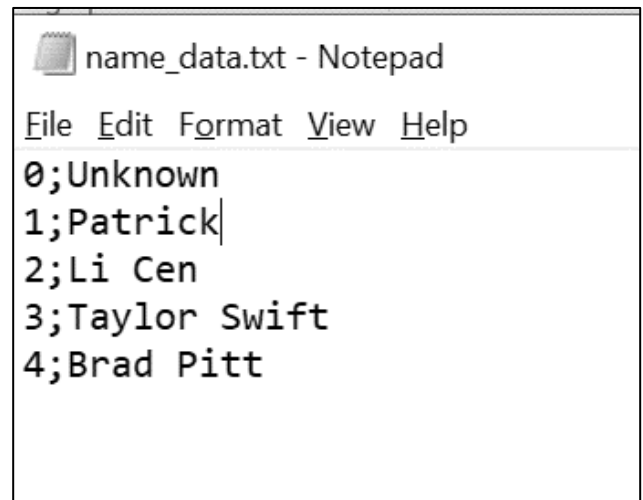 name_data.txt - Notepad
File Edit Format View Help
0;Unknown
1;Patrick
2;Li Cen
3;Taylor Swift
4;Brad Pitt